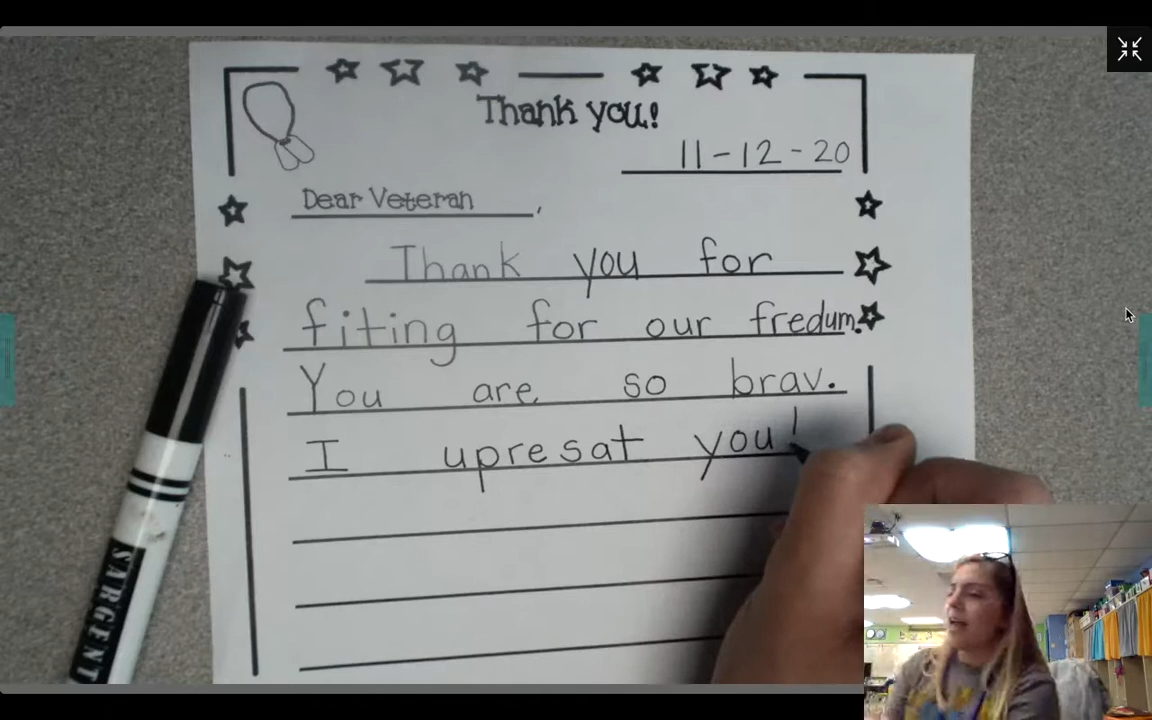 Thank you!
11-12-20
Dear Veteran,
Thank you for
fiting for our fredum.
You are so brav.
I upresat you!
SARGENT